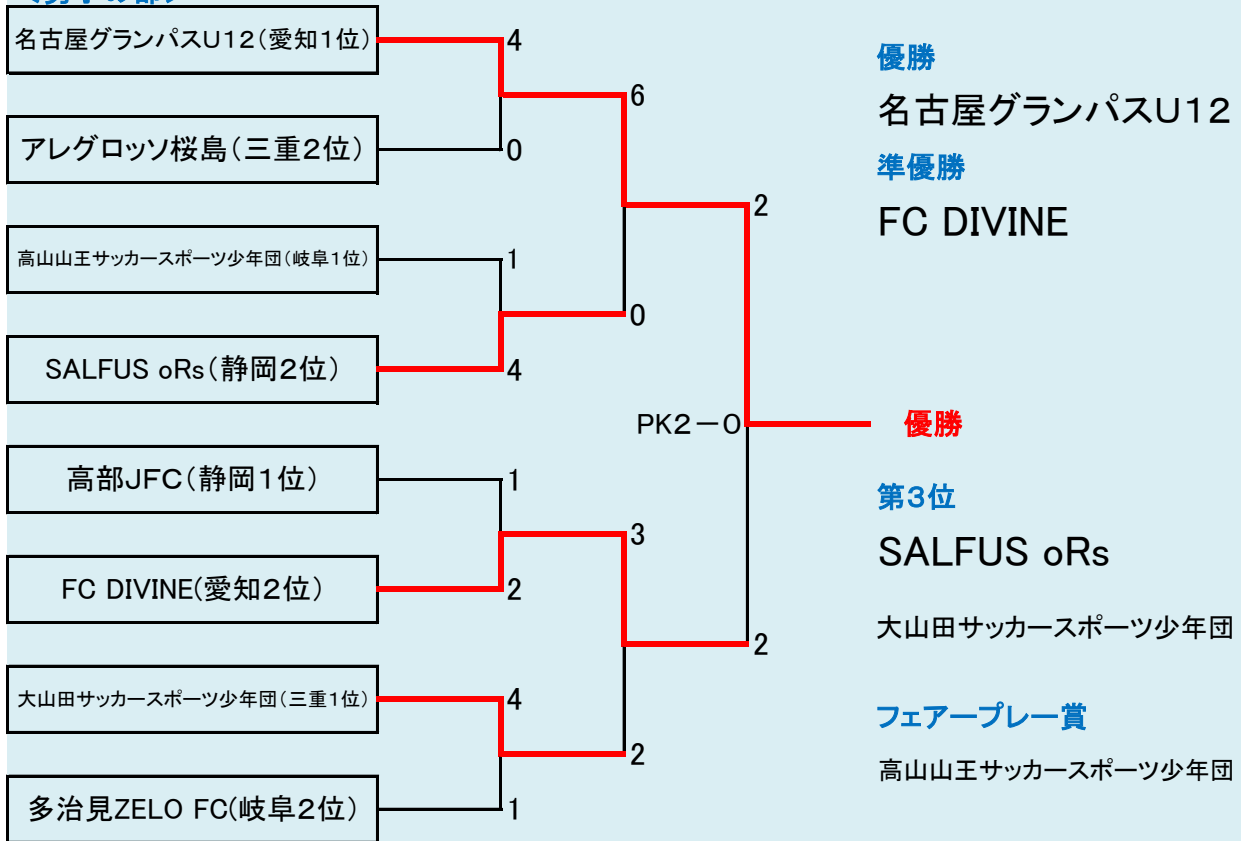 名古屋グランパスU12(愛知1位)
4
6
アレグロッソ桜島(三重2位)
0
2
高山山王サッカースポーツ少年団(岐阜1位)
1
0
SALFUS oRs(静岡2位)
4
PK2-0
優勝
高部JFC(静岡1位)
1
3
FC DIVINE(愛知2位)
2
2
大山田サッカースポーツ少年団(三重1位)
4
2
多治見ZELO FC(岐阜2位)
1
優勝
名古屋グランパスU12
準優勝
FC DIVINE
第3位
SALFUS oRs
大山田サッカースポーツ少年団
フェアープレー賞
高山山王サッカースポーツ少年団